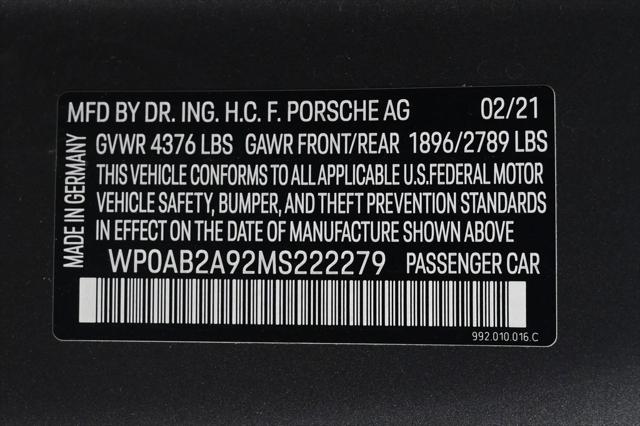 MFD BY DR. ING. H.C. F. PORSCHE AG 02/21
GVWR 4376 LBS GAWR FRONT/REAR 1896/2789 LBS
THIS VEHICLE CONFORMS TO ALL APPLICABLE U.S.FEDERAL MOTOR
VEHICLE SAFETY, BUMPER, AND THEFT PREVENTION STANDARDS
IN EFFECT ON THE DATE OF MANUFACTURE SHOWN ABOVE
WP0AB2A92MS222279 PASSENGER CAR
992.010.016.C
MADE IN GERMANY